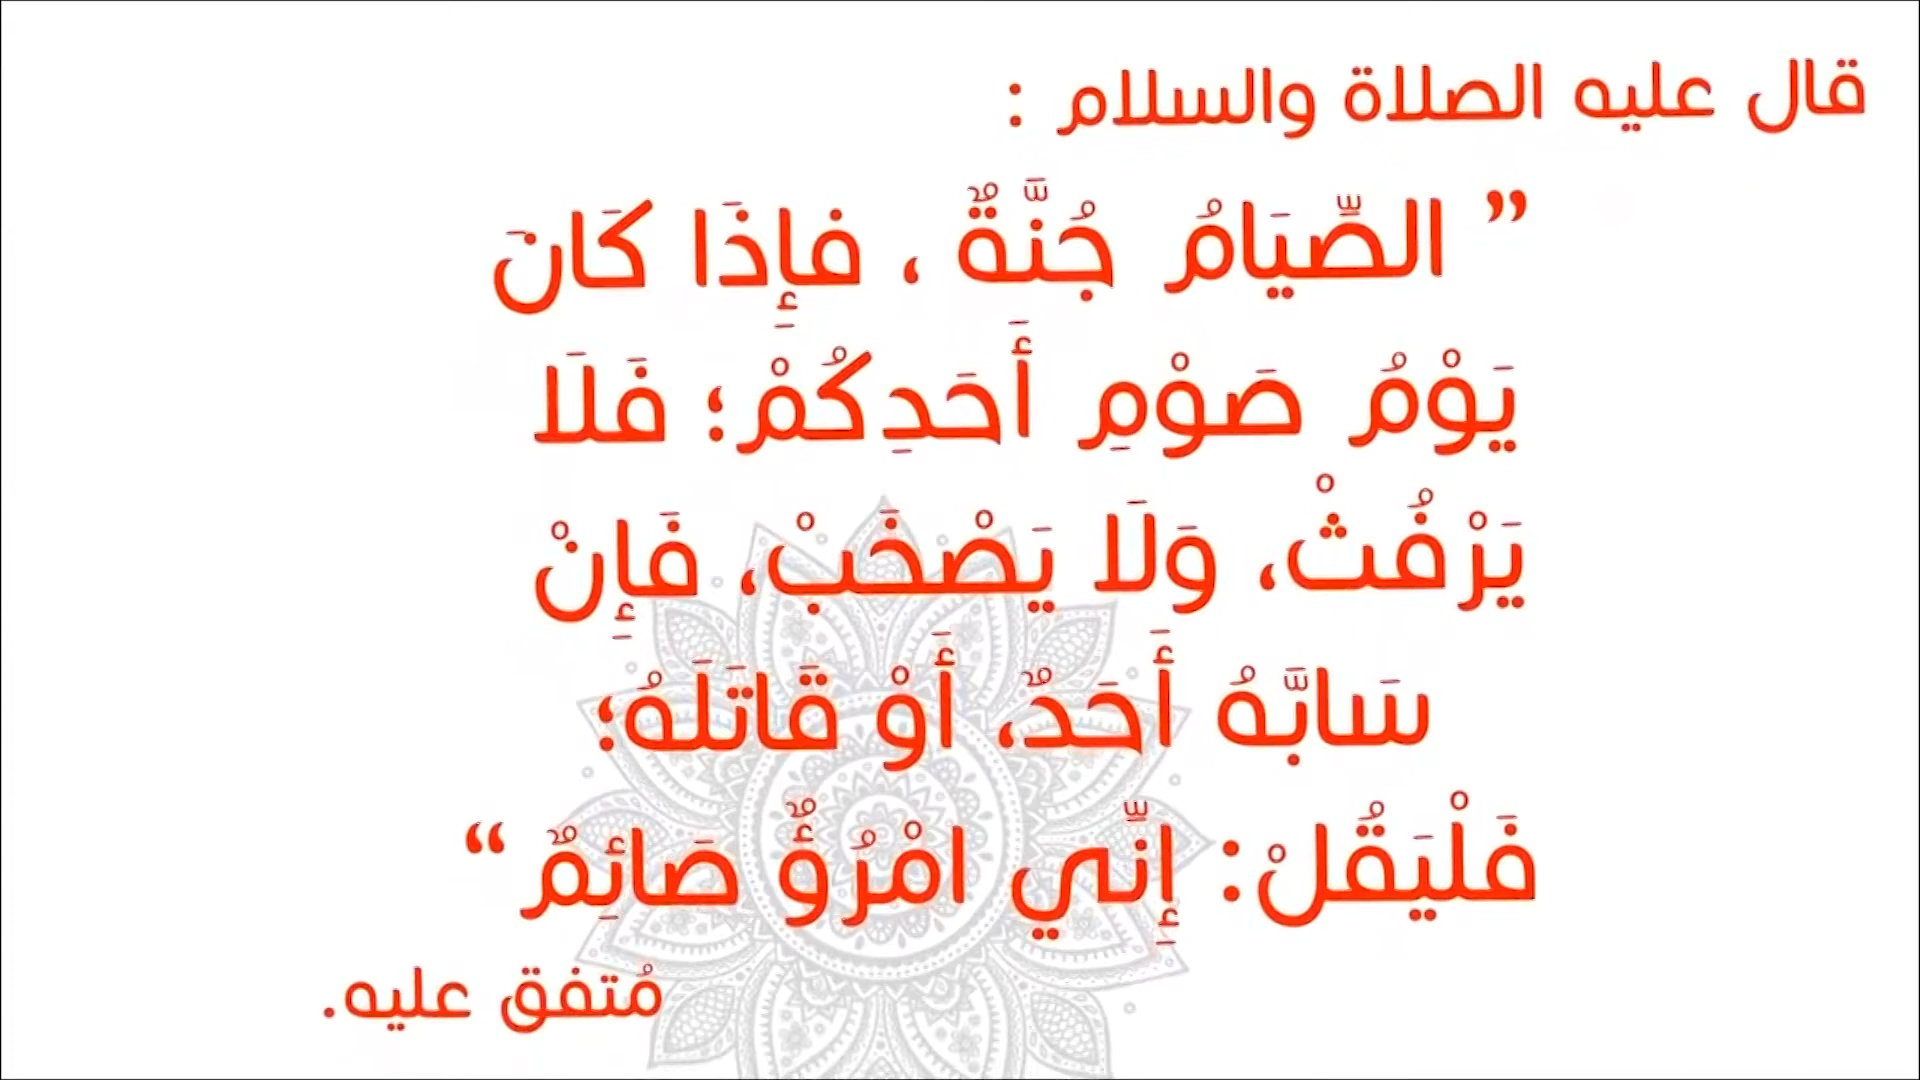 قال عليه الصلاة والسلام :
” الصِّيَامُ جُنَّةٌ ، فإِذَا كَانَ
يَوْمُ صَوْمِ أَحَدِكُمْ؛ فَلَا
يَرْفُثْ، وَلَا يَصْخَبْ، فَإِنْ
سَابَّهُ أَحَدٌ، أَوْ قَاتَلَهُ؛
فَلْيَقُلْ: إِنِّي امْرُؤٌ صَائِمٌ “
مُتفق عليه.